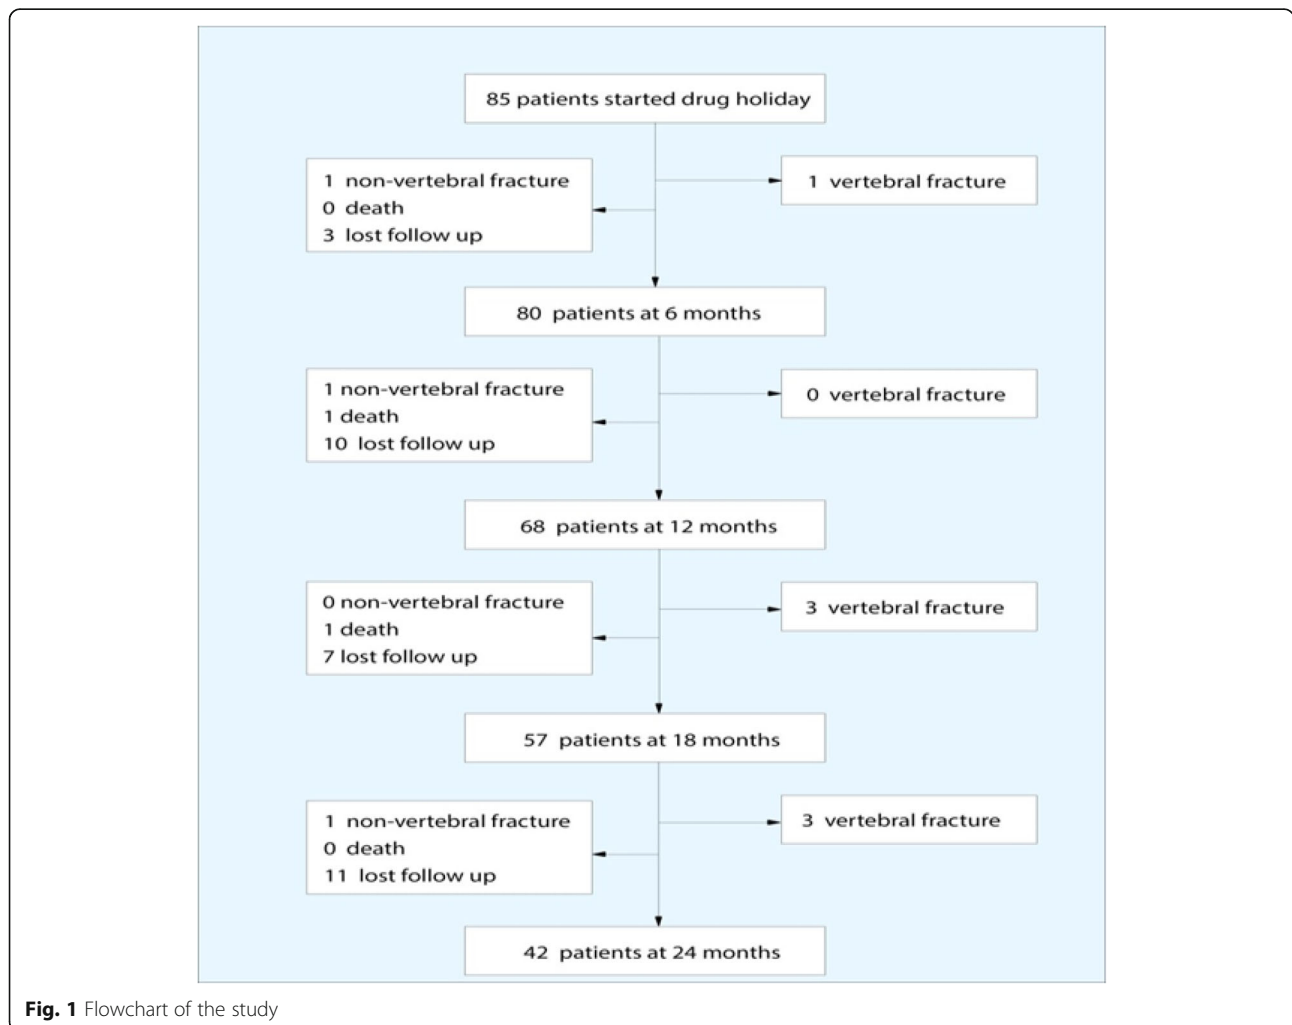 85 patients started drug holiday
1 non-vertebral fracture
0 death
3 lost follow up
1 vertebral fracture
80 patients at 6 months
1 non-vertebral fracture
1 death
10 lost follow up
0 vertebral fracture
68 patients at 12 months
0 non-vertebral fracture
1 death
7 lost follow up
3 vertebral fracture
57 patients at 18 months
1 non-vertebral fracture
0 death
11 lost follow up
3 vertebral fracture
42 patients at 24 months
Fig. 1 Flowchart of the study